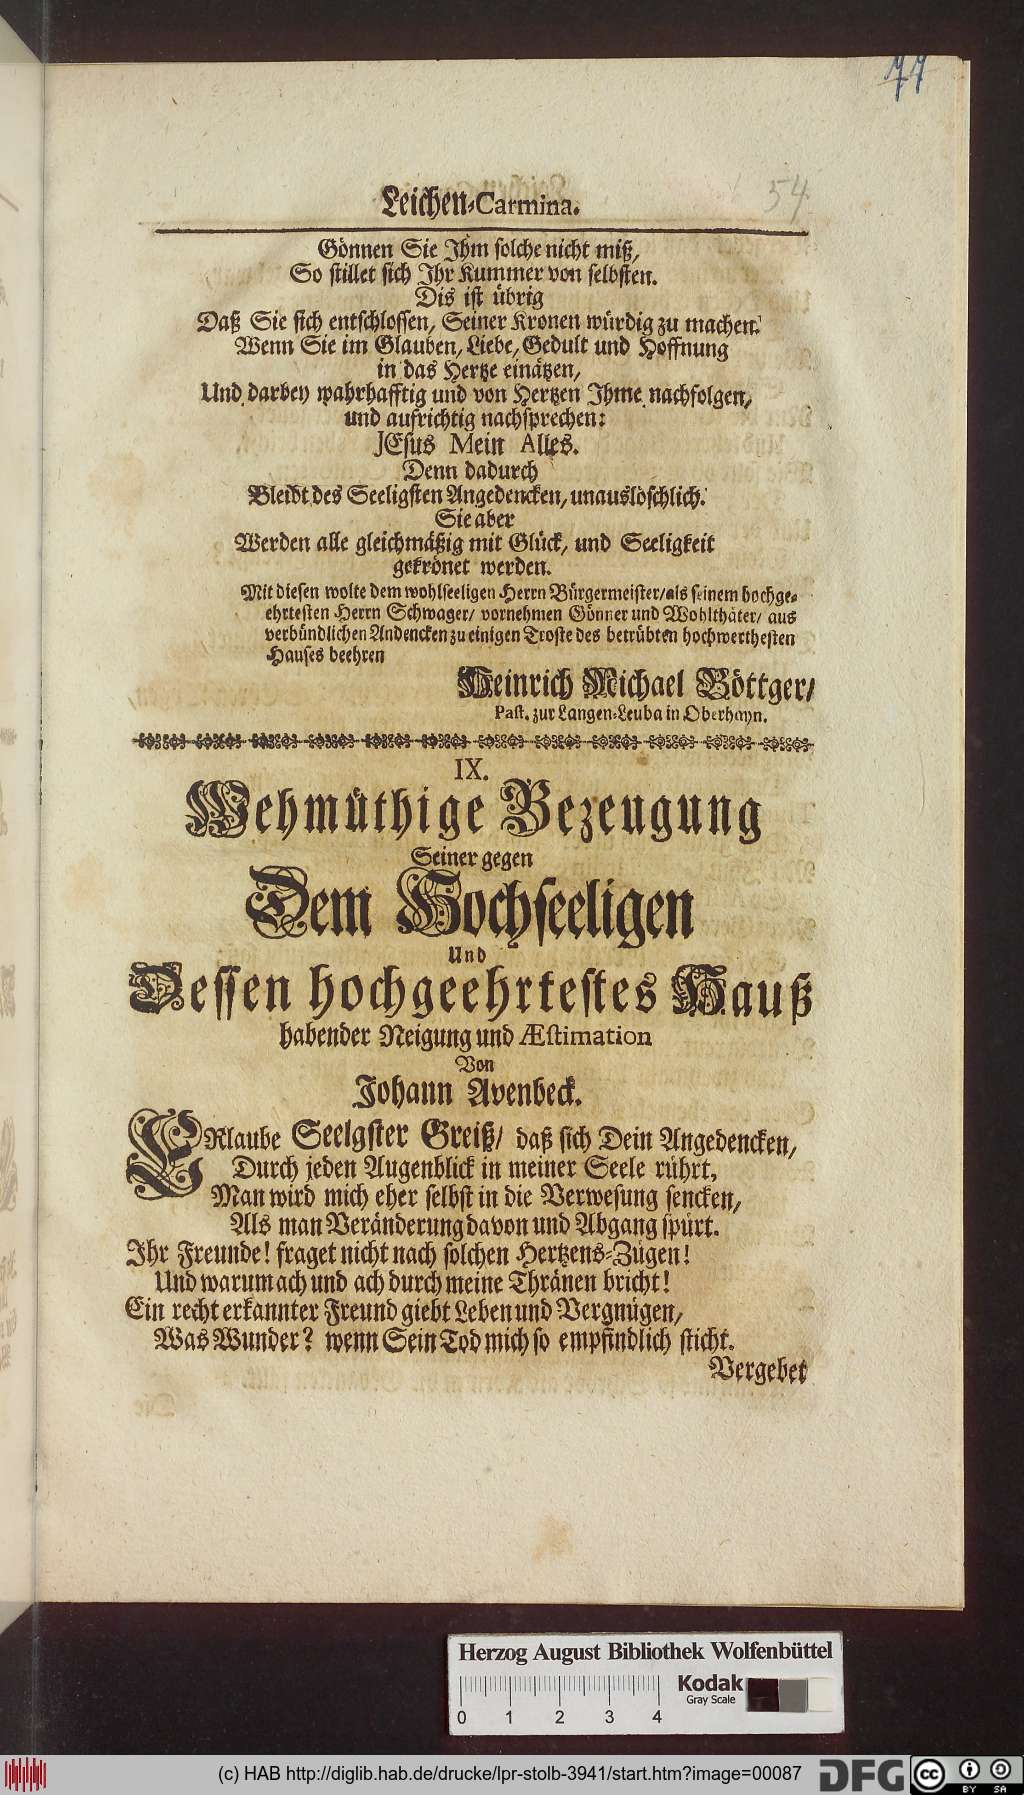 77
54
Leichen-Carmina.
Gönnen Sie Ihm solche nicht miß,
So stillet sich Ihr Kummer von selbsten.
Dis ist übrig
Daß Sie sich entschlossen, Seiner Kronen würdig zu machen.
Wenn Sie im Glauben, Liebe, Gedult und Hoffnung
in das Hertze einätzen,
Und darbey wahrhafftig und von Hertzen Ihme nachfolgen,
und aufrichtig nachsprechen:
JEsus Mein Alles.
Denn dadurch
Bleibt des Seeligsten Angedencken, unauslöschlich.
Sie aber
Werden alle gleichmäßig mit Glück, und Seeligkeit
gekrönet werden.
Mit diesen wolte dem wohlseeligen Herrn Bürgermeister/ als seinem hochge-
ehrtesten Herrn Schwager/ vornehmen Gönner und Wohlthäter/ aus
verbündlichen Andencken zu einigen Troste des betrübten hochwerthesten
Hauses beehren
Heinrich Michael Böttger/
Past. zur Langen-Leuba in Oberhayn.
IX.
Wehmüthige Bezeugung
Seiner gegen
Dem Hochseeligen
Und
Dessen hochgeehrtestes Hauß
habender Neigung und Æstimation
Von
Johann Avenbeck.
ERlaube Seelgster Greiß/ daß sich Dein Angedencken,
Durch jeden Augenblick in meiner Seele rührt,
Man wird mich eher selbst in die Verwesung sencken,
Als man Veränderung davon und Abgang spürt.
Ihr Freunde! fraget nicht nach solchen Hertzens-Zügen!
Und warum ach und ach durch meine Thränen bricht!
Ein recht erkannter Freund giebt Leben und Vergnügen,
Was Wunder? wenn Sein Tod mich so empfindlich sticht.
Vergebet
Herzog August Bibliothek Wolfenbüttel
Kodak
Gray Scale
0 1 2 3 4
(c) HAB http://diglib.hab.de/drucke/lpr-stolb-3941/start.htm?image=00087
DFG
cc BY SA